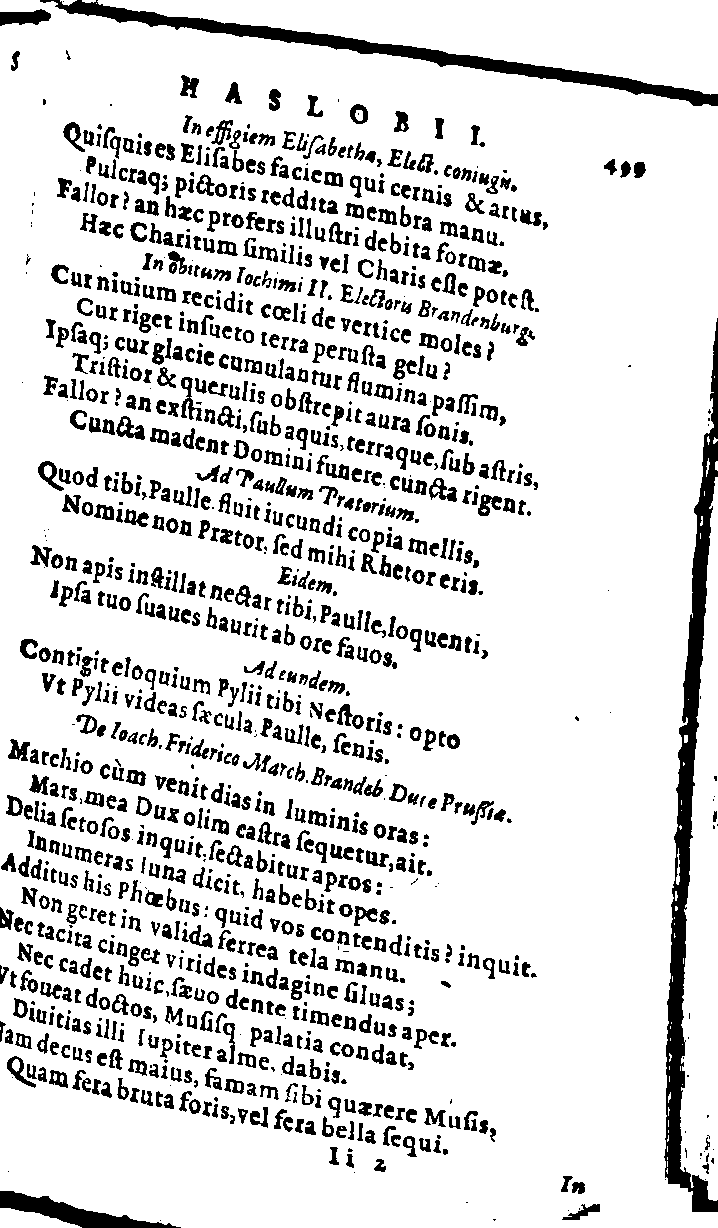 HASLOBII. 499
In effigiem Elisabethæ, Elect. coniugis.
Quiſquis es Eliſabes faciem qui cernis & artus,
Pulcraq; pictoris reddita membra manu.
Fallor? an hæc profers illuſtri debita formæ,
Hæc Charitum ſimilis vel Charis eſſe poteſt.
In obitum Iochimi II. Electoris Brandenburg.
Cur niuium recidit cœli de vertice moles?
Cur riget inſueto terra peruſta gelu?
Ipſaq; cur glacie cumulantur flumina paſſim,
Triſtior & querulis obſtrepit aura ſonis.
Fallor? an exſtincti, ſub aquis, terraque, ſub aſtris,
Cuncta madent Domini funere cuncta rigent.
Ad Paullum Prætorium.
Quod tibi, Paulle fluit iucundi copia mellis,
Nomine non Prætor, ſed mihi Rhetor eris.
Eidem.
Non apis inſtillat nectar tibi, Paulle, loquenti,
Ipſa tuo ſuaues haurit ab ore fauos.
Ad eundem.
Contigit eloquium Pylii tibi Neſtoris: opto
Vt Pylii videas ſæcula, Paulle, ſenis.
De Ioach. Friderico March. Brandeb. Duce Pruſſiæ.
Marchio cùm venit dias in luminis oras:
Mars, mea Dux olim caſtra ſequetur, ait.
Delia ſetoſos inquit, ſectabitur apros:
Innumeras Iuna dicit, habebit opes.
Additus his Phœbus: quid vos contenditis? inquit.
Non geret in valida ferrea tela manu.
Nec tacita cinget virides indagine ſiluas;
Nec cadet huic, ſæuo dente timendus aper.
Vt foueat doctos, Muſiſq palatia condat,
Diuitias illi Iupiter alme, dabis.
Nam decus eſt maius, famam ſibi quærere Muſis,
Quam fera bruta foris, vel fera bella ſequi.
Ii 2
In